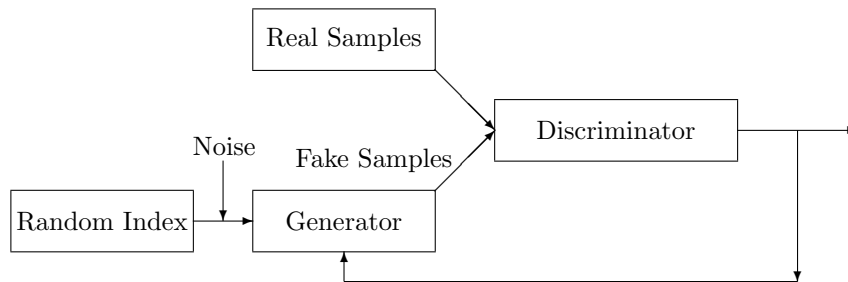 Real Samples
Discriminator
Noise
Fake Samples
Random Index
Generator